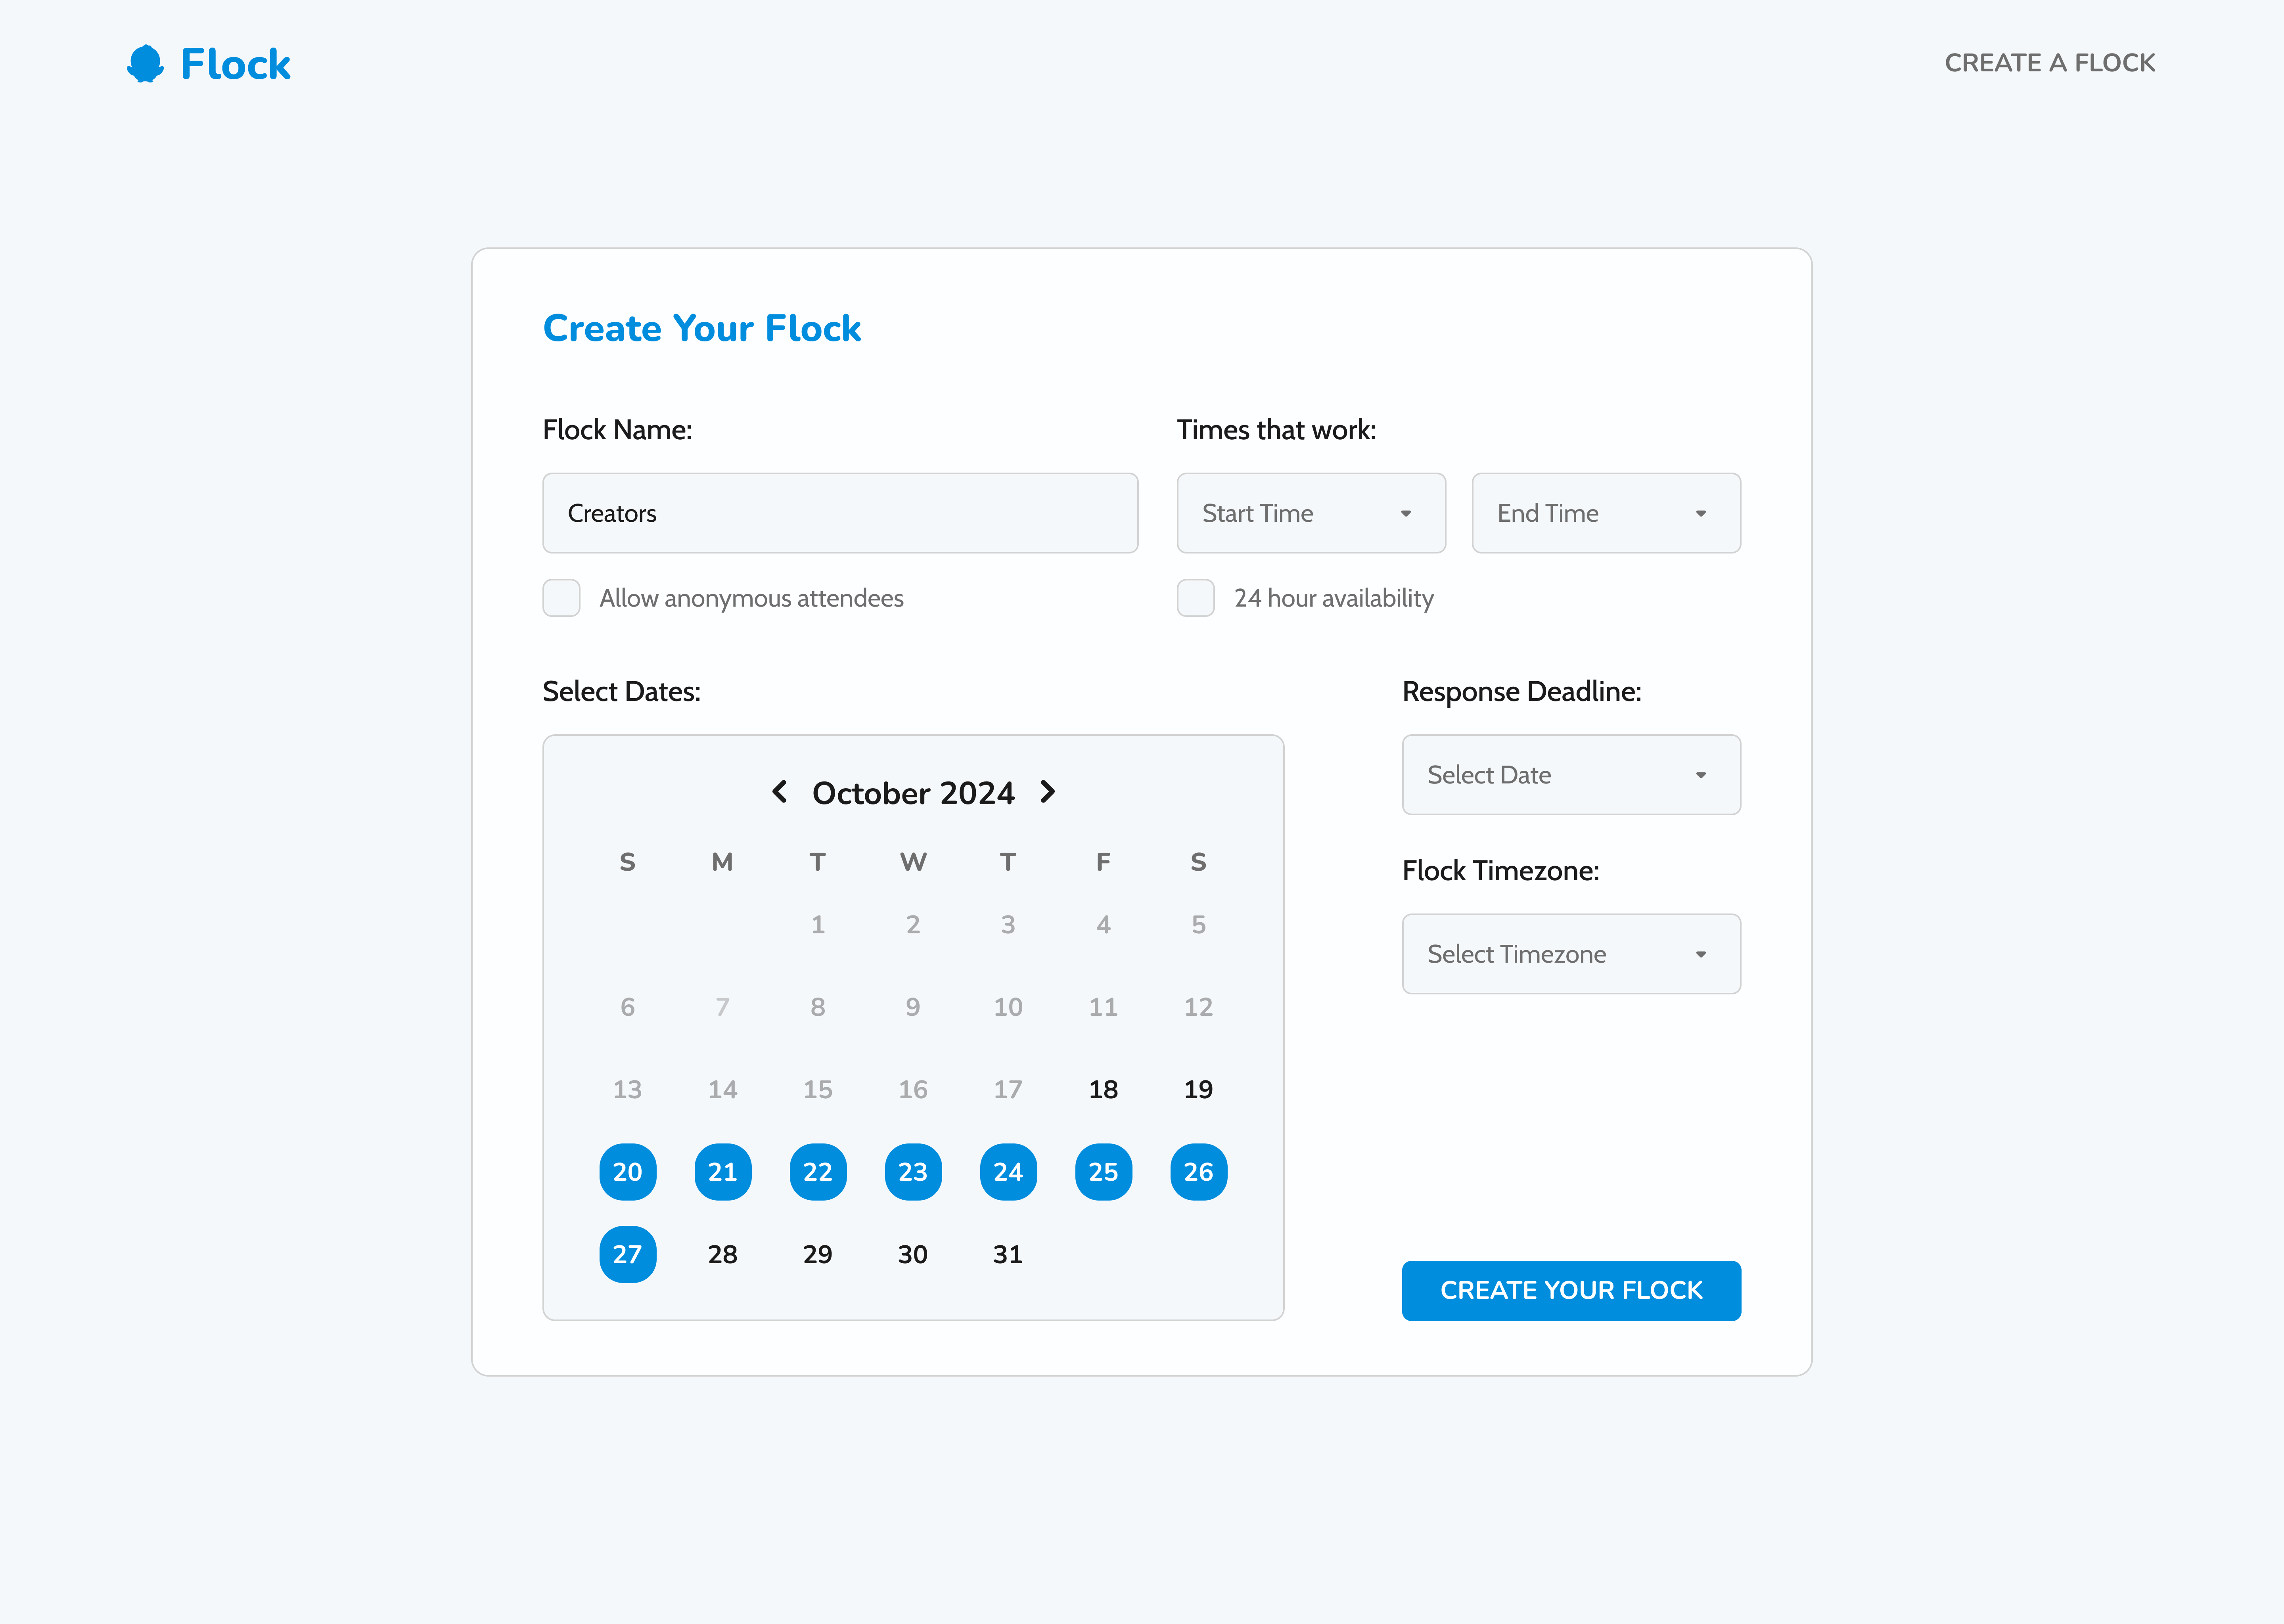 Flock
CREATE A FLOCK
Create Your Flock
Flock Name:
Creators
Allow anonymous attendees
Times that work:
Start Time
End Time
24 hour availability
Select Dates:
October 2024
S M T W T F S
1 2 3 4 5
6 7 8 9 10 11 12
13 14 15 16 17 18 19
20 21 22 23 24 25 26
27 28 29 30 31
Response Deadline:
Select Date
Flock Timezone:
Select Timezone
CREATE YOUR FLOCK